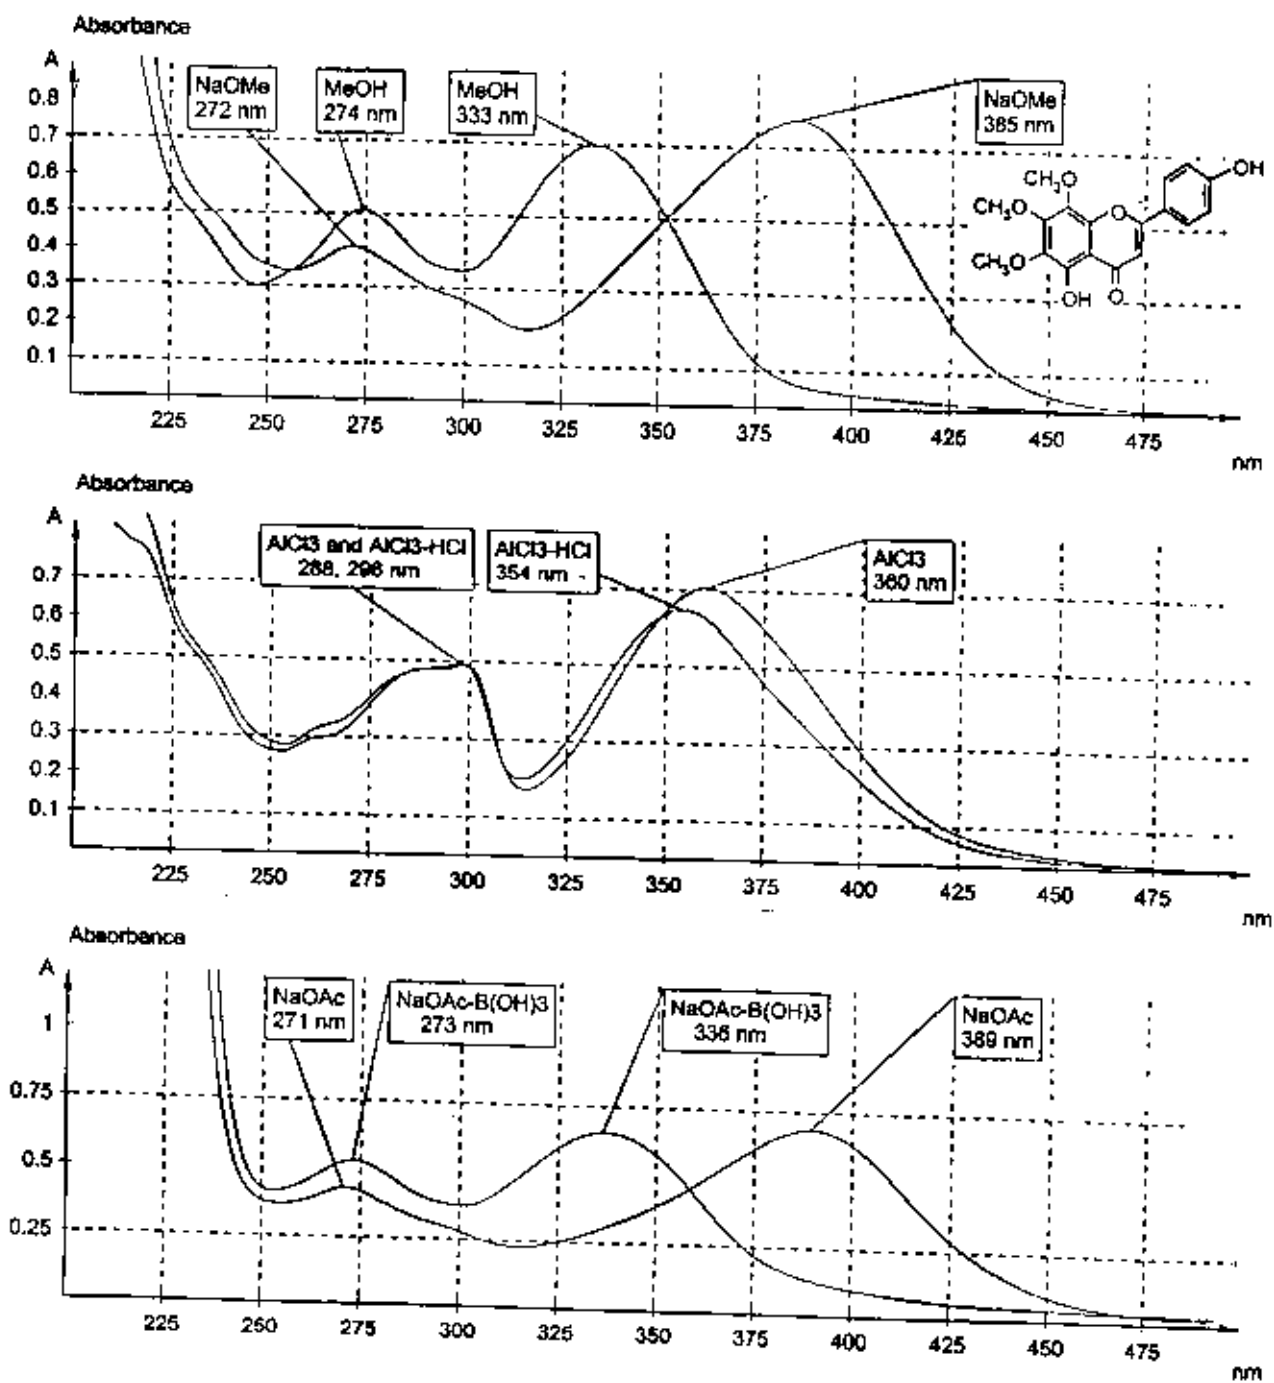 Absorbance
A
NaOMe
272 nm
MeOH
274 nm
MeOH
333 nm
NaOMe
385 nm
0.8
0.7
0.6
0.5
0.4
0.3
0.2
0.1
CH3O
CH3O
CH3O
O
OH
OH
O
225 250 275 300 325 350 375 400 425 450 475
nm
Absorbance
A
AlCl3 and AlCl3-HCl
288, 298 nm
AlCl3-HCl
354 nm
AlCl3
360 nm
0.7
0.6
0.5
0.4
0.3
0.2
0.1
225 250 275 300 325 350 375 400 425 450 475
nm
Absorbance
A
NaOAc
271 nm
NaOAc-B(OH)3
273 nm
NaOAc-B(OH)3
336 nm
NaOAc
389 nm
1
0.75
0.5
0.25
225 250 275 300 325 350 375 400 425 450 475
nm